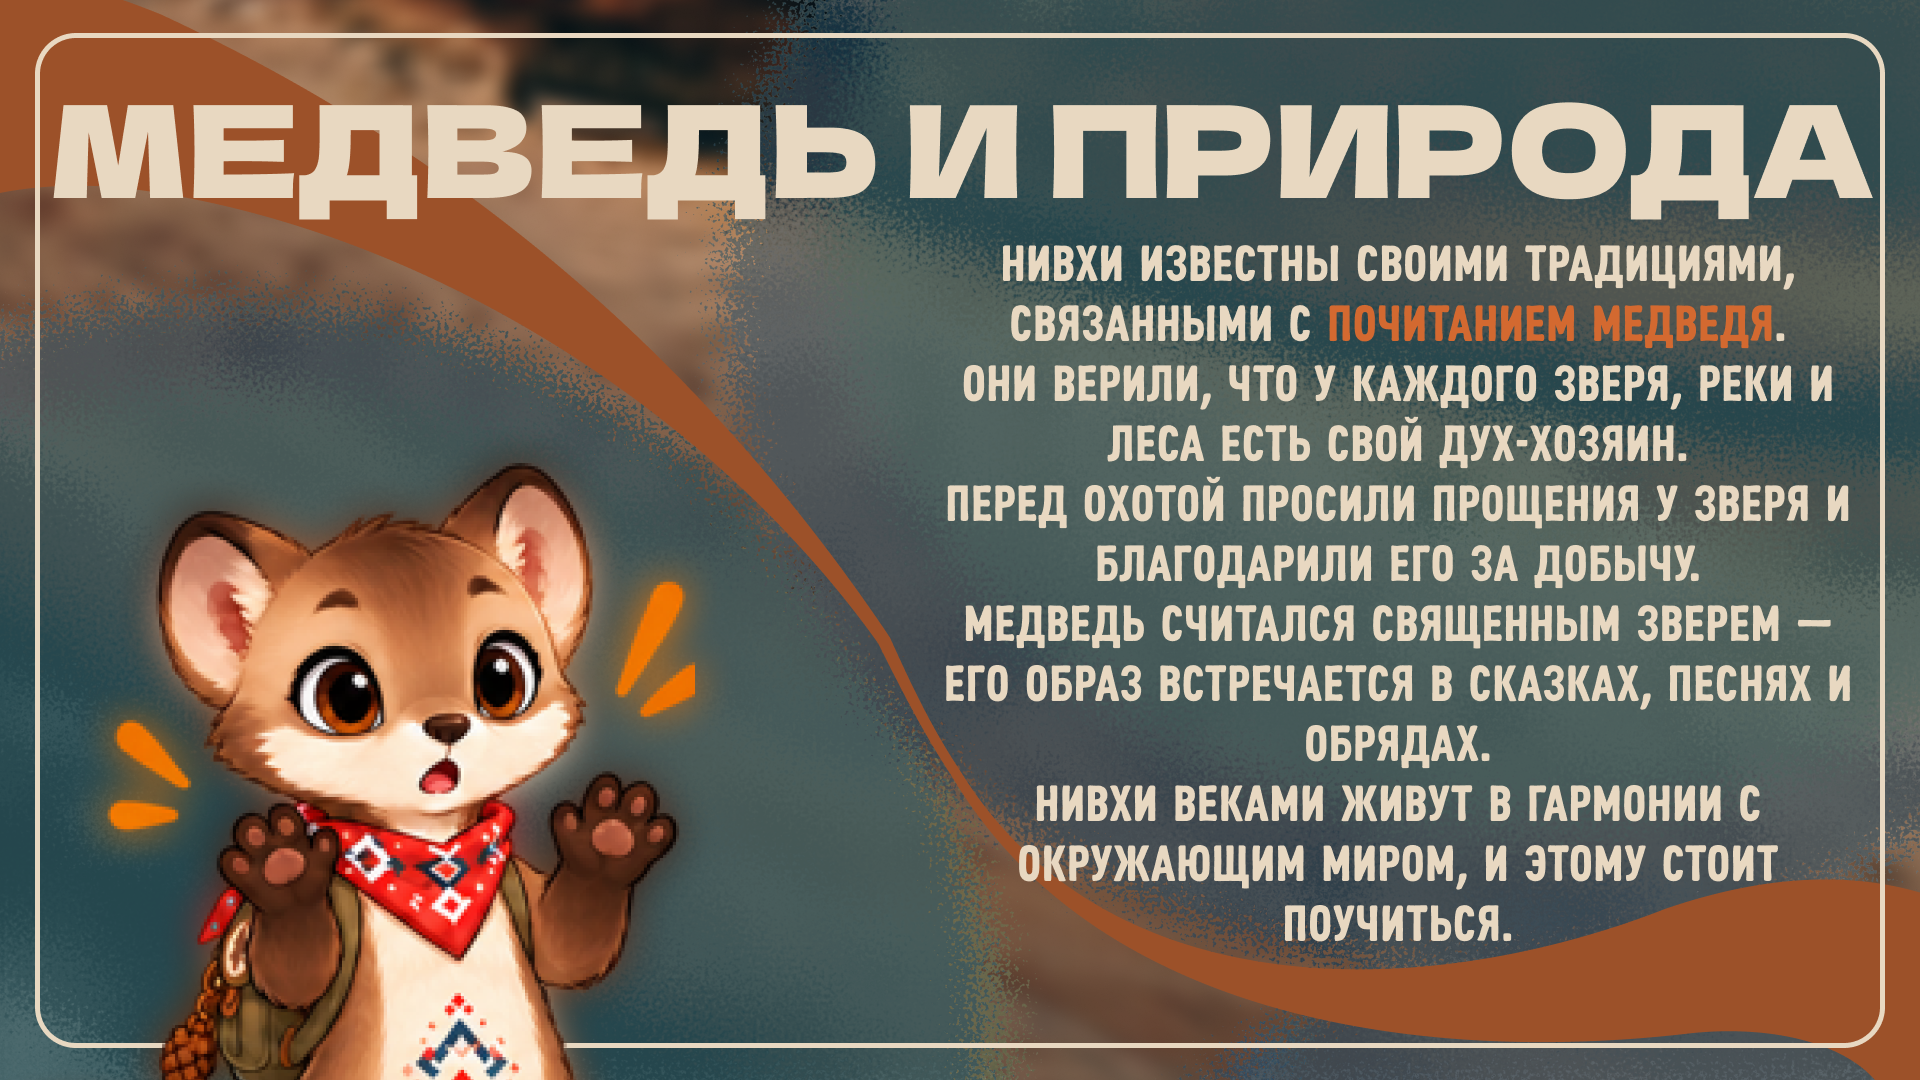 МЕДВЕДЬ И ПРИРОДА
НИВХИ ИЗВЕСТНЫ СВОИМИ ТРАДИЦИЯМИ,
СВЯЗАННЫМИ С ПОЧИТАНИЕМ МЕДВЕДЯ.
ОНИ ВЕРИЛИ, ЧТО У КАЖДОГО ЗВЕРЯ, РЕКИ И
ЛЕСА ЕСТЬ СВОЙ ДУХ-ХОЗЯИН.
ПЕРЕД ОХОТОЙ ПРОСИЛИ ПРОЩЕНИЯ У ЗВЕРЯ И
БЛАГОДАРИЛИ ЕГО ЗА ДОБЫЧУ.
МЕДВЕДЬ СЧИТАЛСЯ СВЯЩЕННЫМ ЗВЕРЕМ —
ЕГО ОБРАЗ ВСТРЕЧАЕТСЯ В СКАЗКАХ, ПЕСНЯХ И
ОБРЯДАХ.
НИВХИ ВЕКАМИ ЖИВУТ В ГАРМОНИИ С
ОКРУЖАЮЩИМ МИРОМ, И ЭТОМУ СТОИТ
ПОУЧИТЬСЯ.